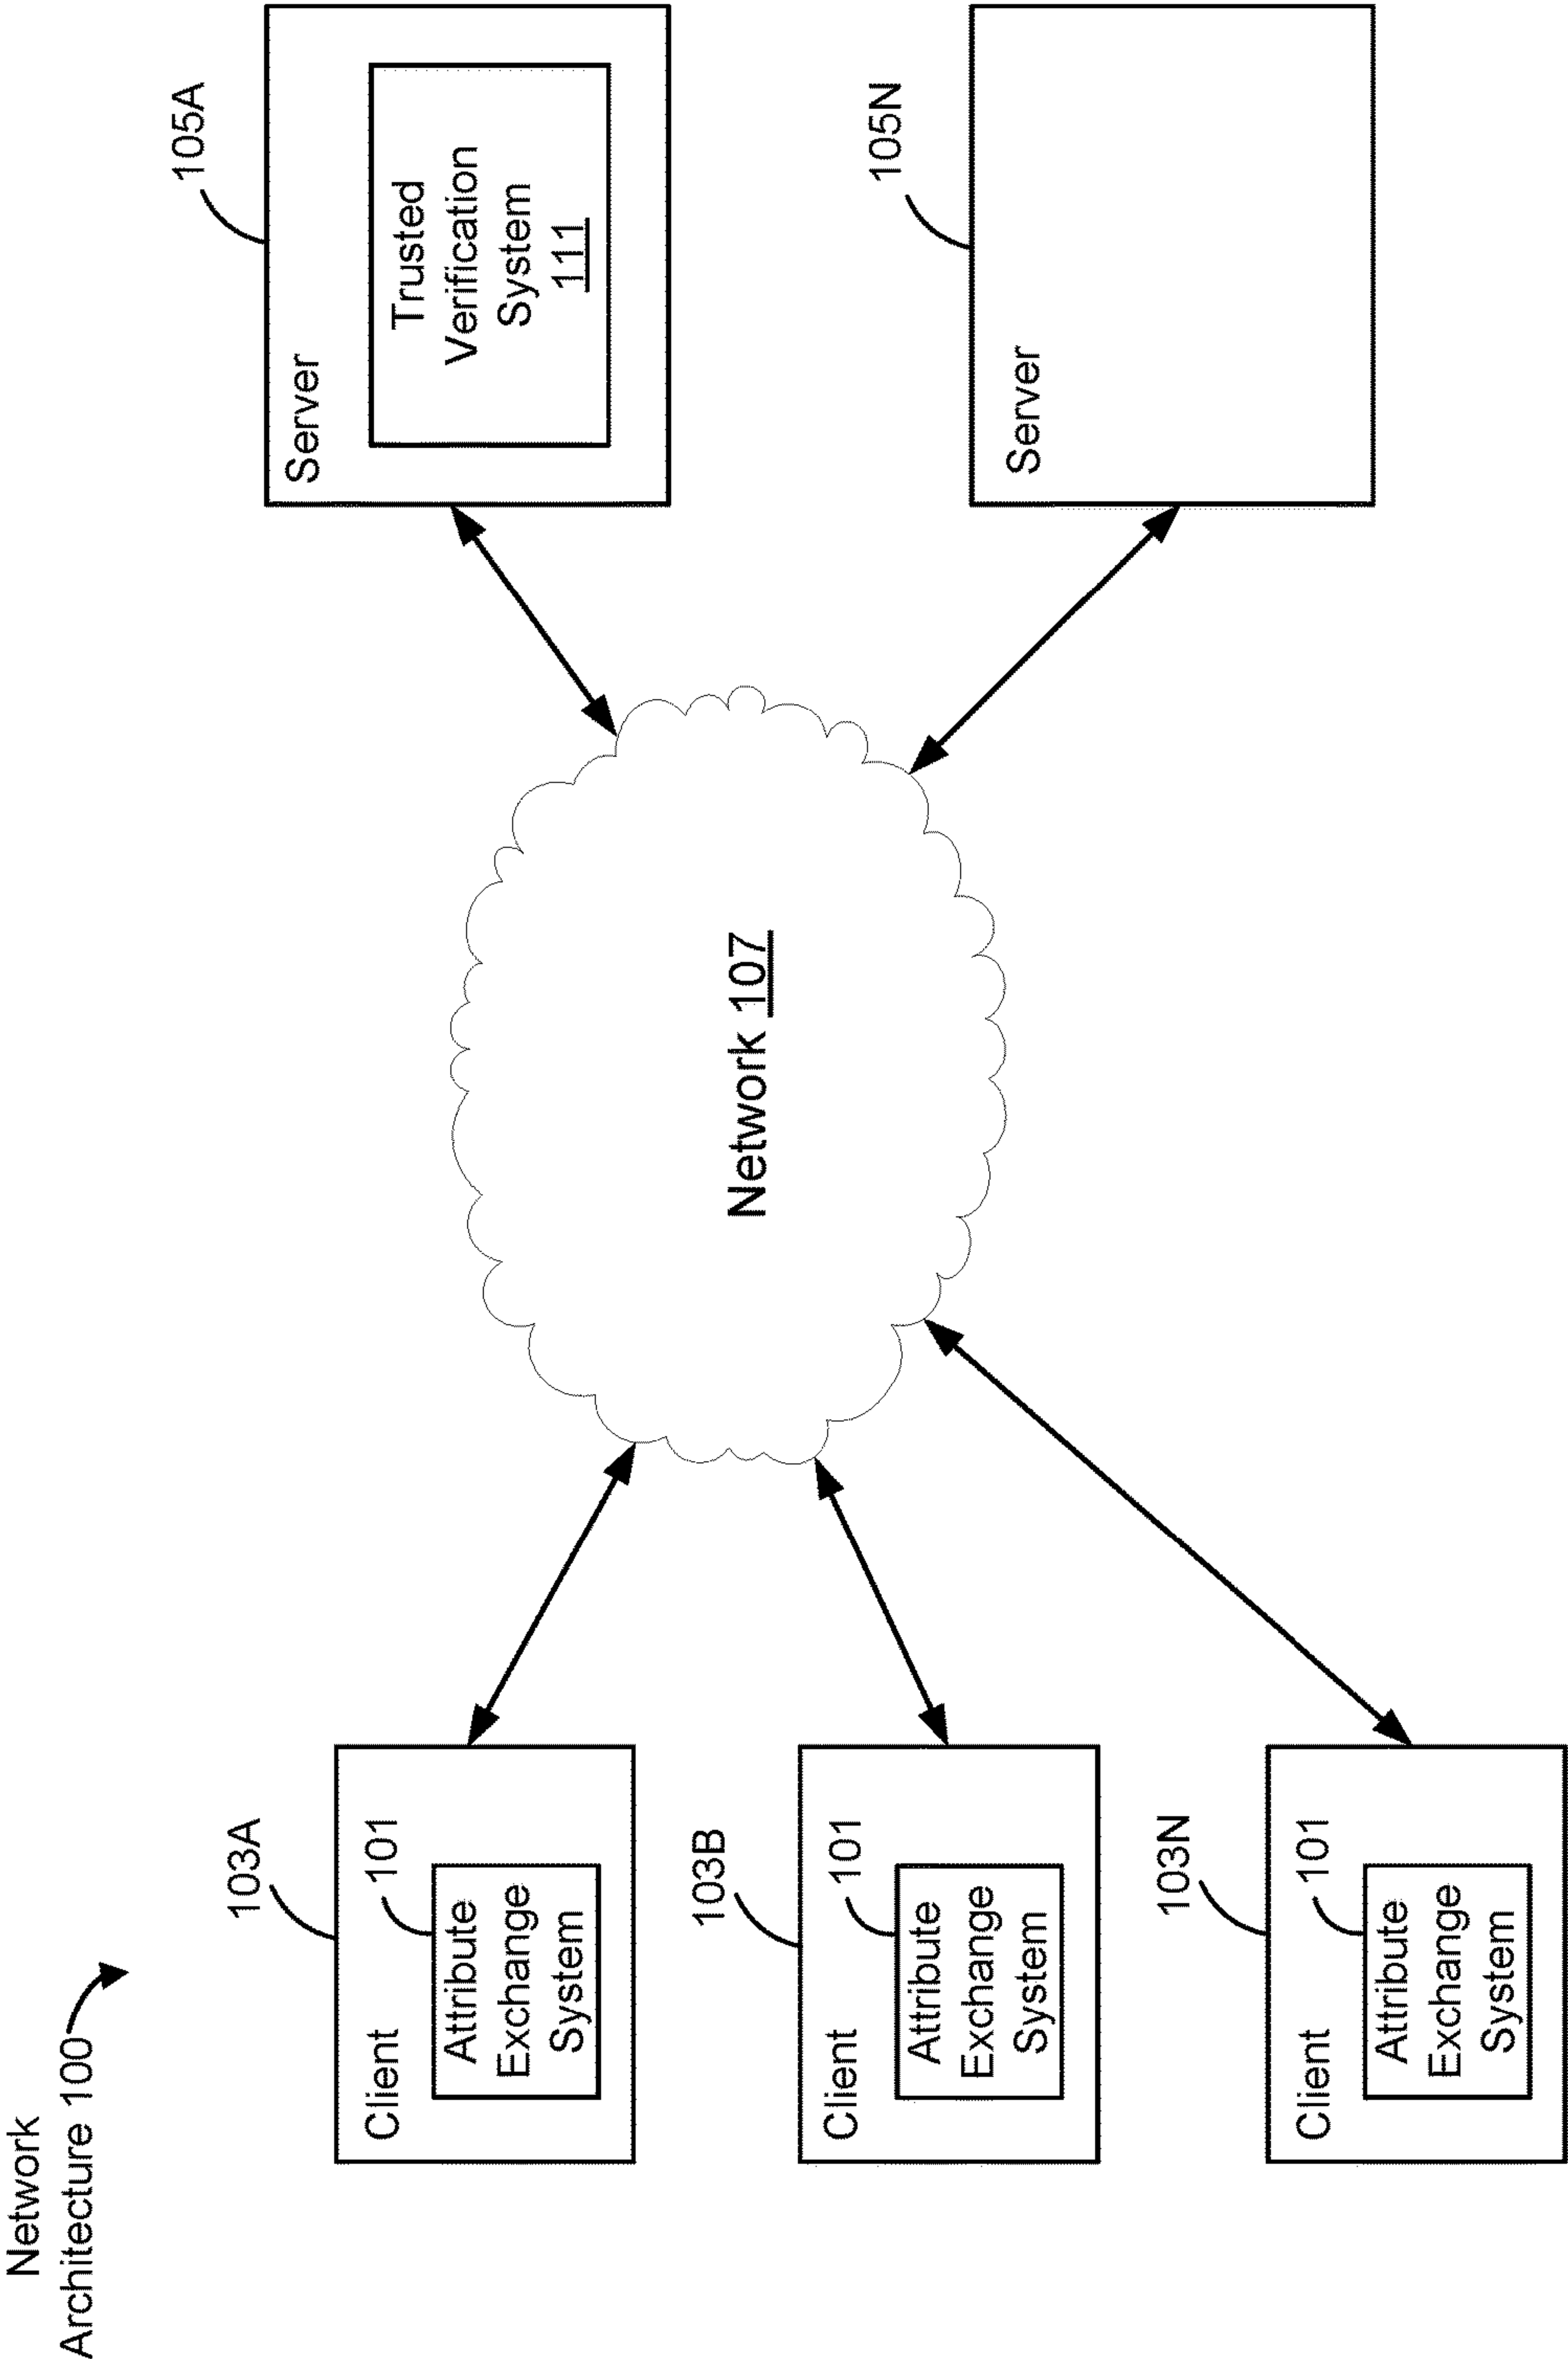 Network
Architecture 100
103A
Client
101
Attribute
Exchange
System
103B
Client
101
Attribute
Exchange
System
103N
Client
101
Attribute
Exchange
System
Network 107
105A
Server
Trusted
Verification
System
111
105N
Server